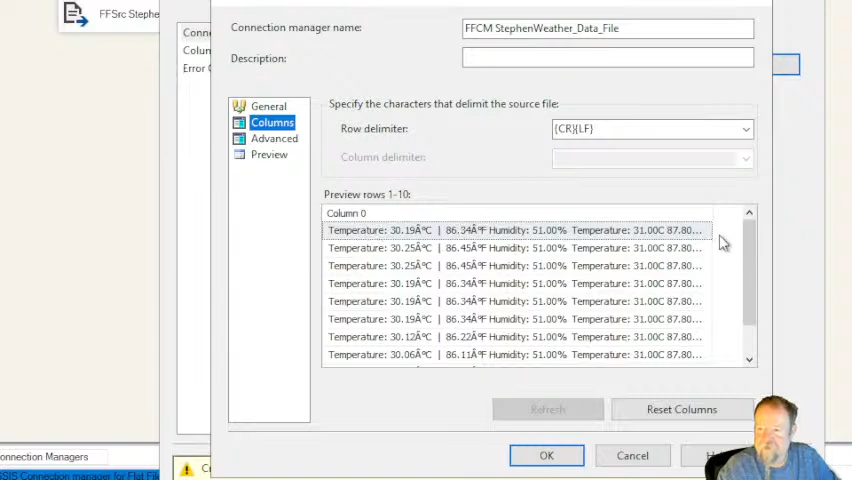 FFSrc Stephe
Conne
Colum
Error C
Connection manager name:
FFCM StephenWeather_Data_File
Description:
General
Columns
Advanced
Preview
Specify the characters that delimit the source file:
Row delimiter:
{CR}{LF}
Column delimiter:
Preview rows 1-10:
Column 0
Temperature: 30.19Â°C | 86.34Â°F Humidity: 51.00% Temperature: 31.00C 87.80...
Temperature: 30.25Â°C | 86.45Â°F Humidity: 51.00% Temperature: 31.00C 87.80...
Temperature: 30.25Â°C | 86.45Â°F Humidity: 51.00% Temperature: 31.00C 87.80...
Temperature: 30.19Â°C | 86.34Â°F Humidity: 51.00% Temperature: 31.00C 87.80...
Temperature: 30.19Â°C | 86.34Â°F Humidity: 51.00% Temperature: 31.00C 87.80...
Temperature: 30.19Â°C | 86.34Â°F Humidity: 51.00% Temperature: 31.00C 87.80...
Temperature: 30.12Â°C | 86.22Â°F Humidity: 51.00% Temperature: 31.00C 87.80...
Temperature: 30.06Â°C | 86.11Â°F Humidity: 51.00% Temperature: 31.00C 87.80...
Refresh
Reset Columns
OK
Cancel
onnection Managers
SSIS Connection manager for Flat File